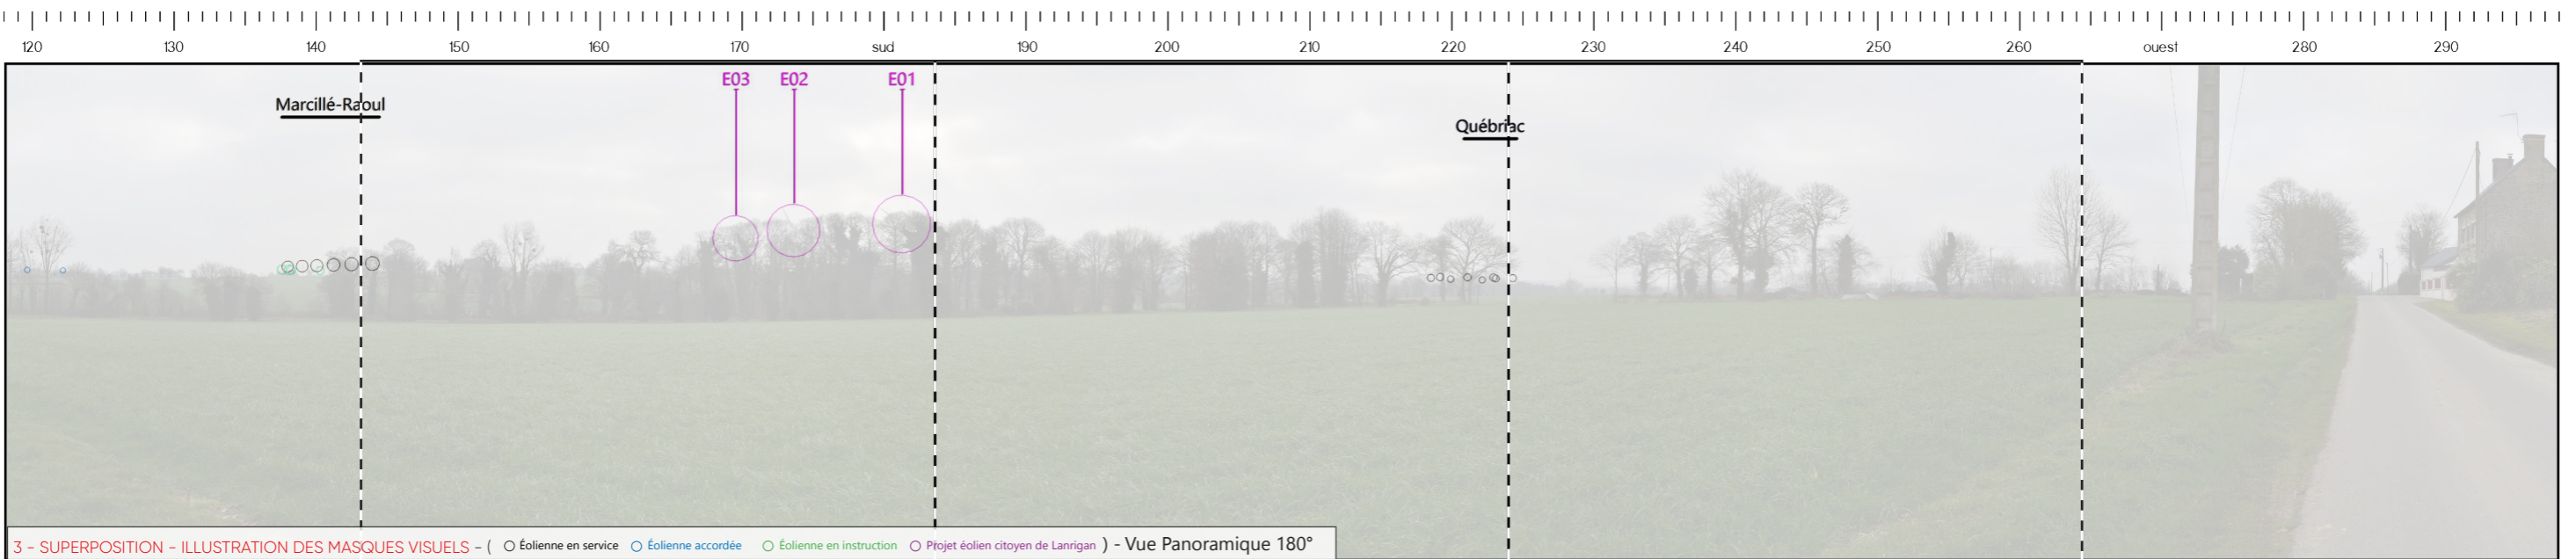 120 130 140 150 160 170 sud 190 200 210 220 230 240 250 260 ouest 280 290
E03 E02 E01
Marcillé-Raoul
Québriac
3 - SUPERPOSITION - ILLUSTRATION DES MASQUES VISUELS - ( Éolienne en service Éolienne accordée Éolienne en instruction Projet éolien citoyen de Lanrigan ) - Vue Panoramique 180°